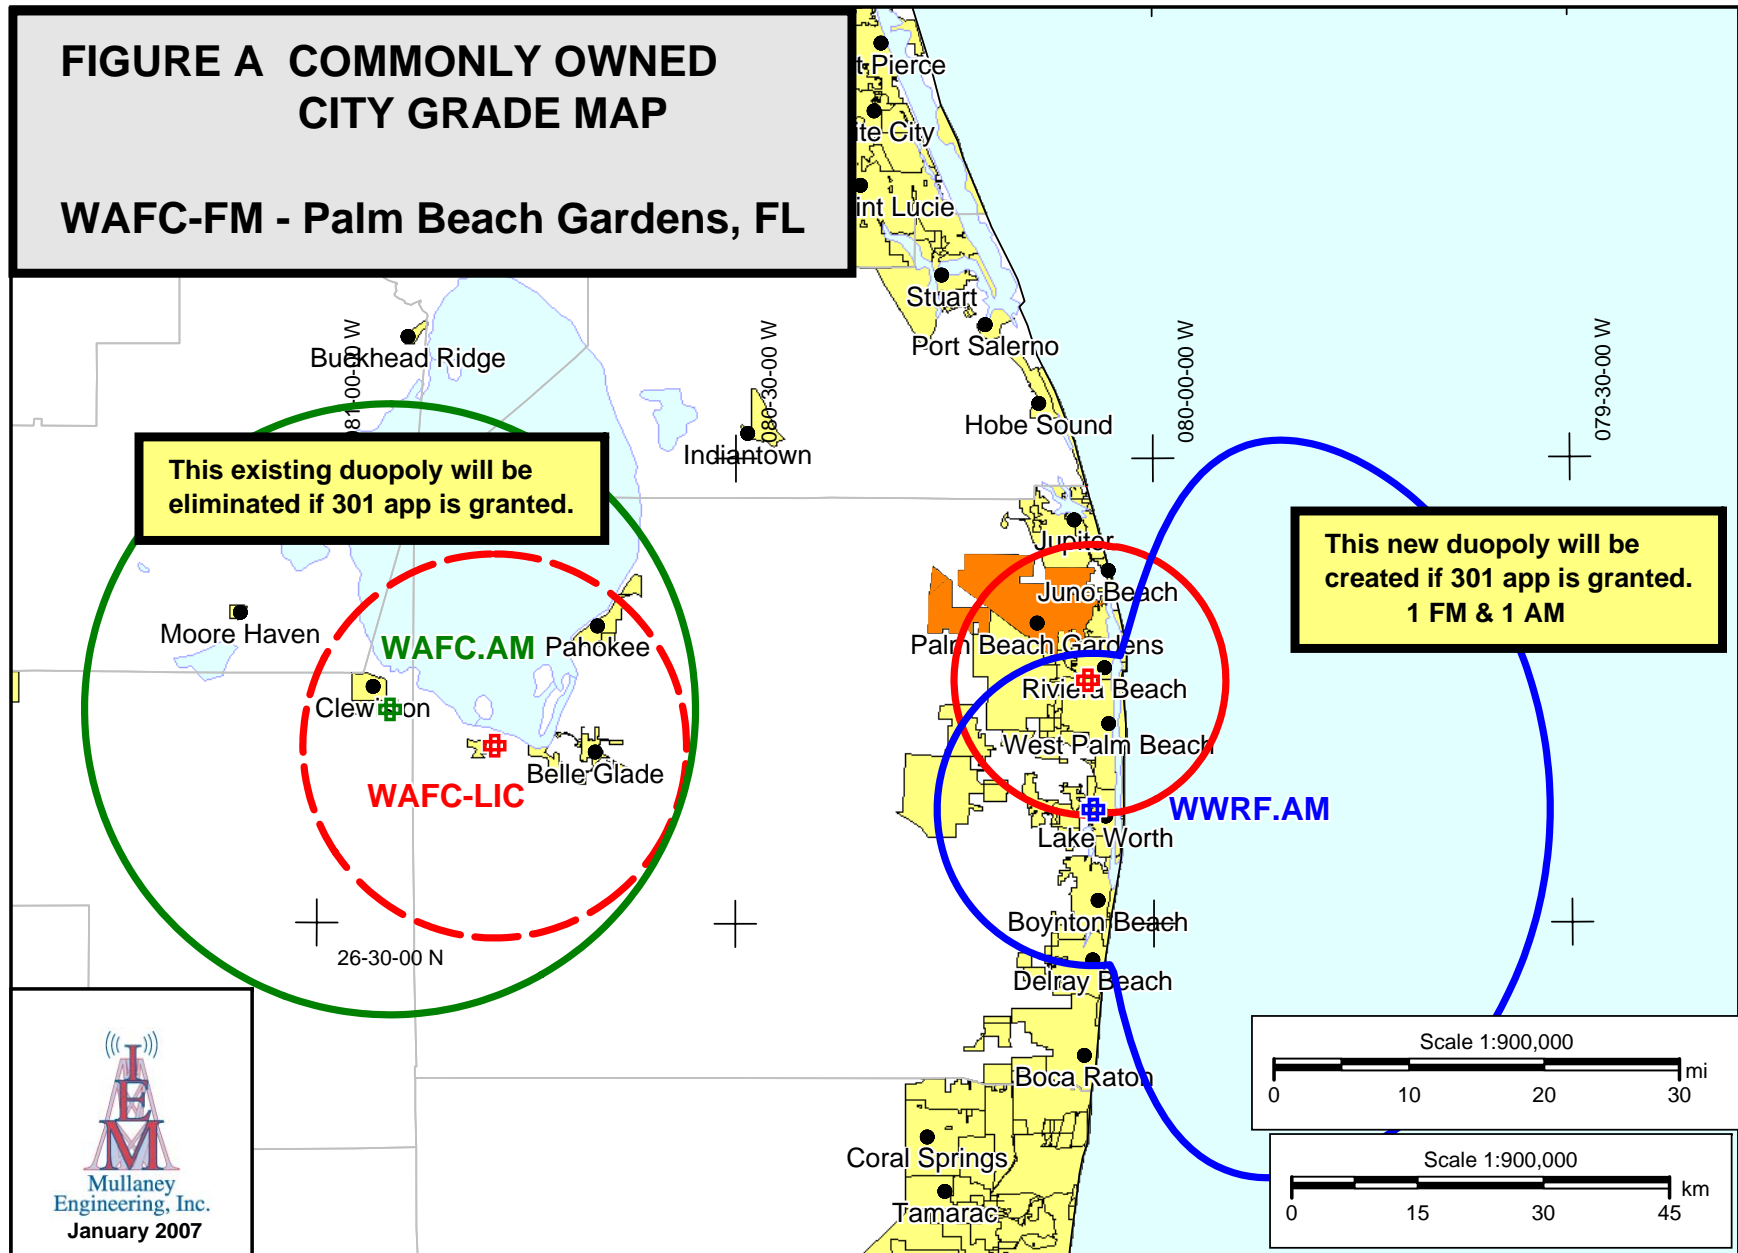 FIGURE A COMMONLY OWNED
CITY GRADE MAP
WAFC-FM - Palm Beach Gardens, FL
t Pierce
ite City
int Lucie
Stuart
Port Salerno
Hobe Sound
Buckhead Ridge
081-00-00 W
080-30-00 W
080-00-00 W
079-30-00 W
Indiantown
This existing duopoly will be
eliminated if 301 app is granted.
This new duopoly will be
created if 301 app is granted.
1 FM & 1 AM
Jupiter
Juno Beach
Palm Beach Gardens
Riviera Beach
West Palm Beach
Moore Haven
WAFC.AM
Pahokee
Clewiston
Belle Glade
WAFC-LIC
WWRF.AM
Lake Worth
Boynton Beach
Delray Beach
Boca Raton
Coral Springs
Tamarac
26-30-00 N
Scale 1:900,000
mi
0 10 20 30
Scale 1:900,000
km
0 15 30 45
I
E
M
Mullaney
Engineering, Inc.
January 2007